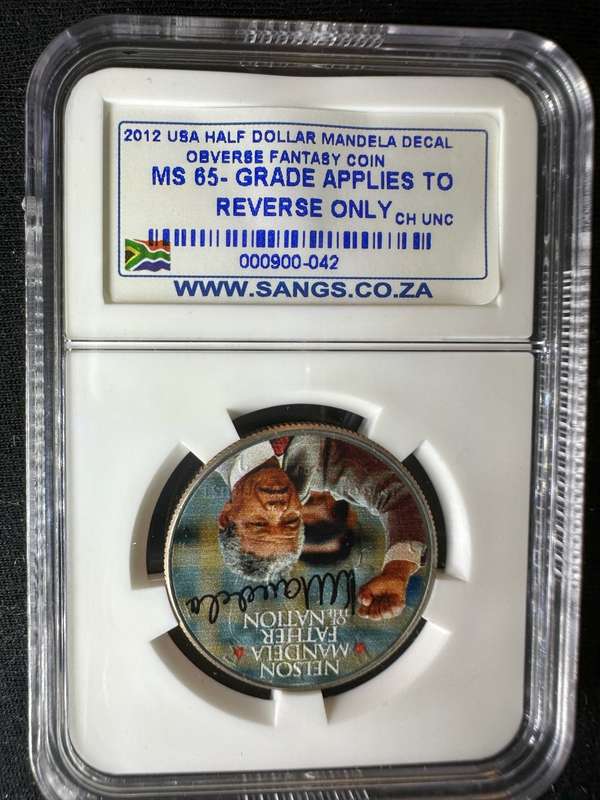 2012 USA HALF DOLLAR MANDELA DECAL
OBVERSE FANTASY COIN
MS 65- GRADE APPLIES TO
REVERSE ONLY CH UNC
000900-042
WWW.SANGS.CO.ZA
NELSON
MANDELA
FATHER
OF THE NATION
NMandela